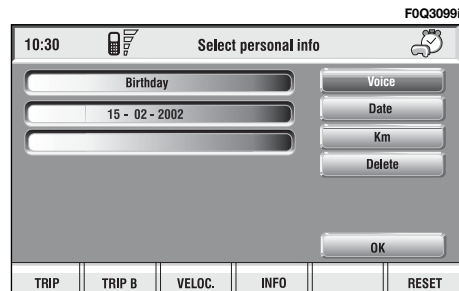 F0Q3099i
10:30 Select personal info
Birthday
15 - 02 - 2002
Voice
Date
Km
Delete
OK
TRIP TRIP B VELOC. INFO RESET